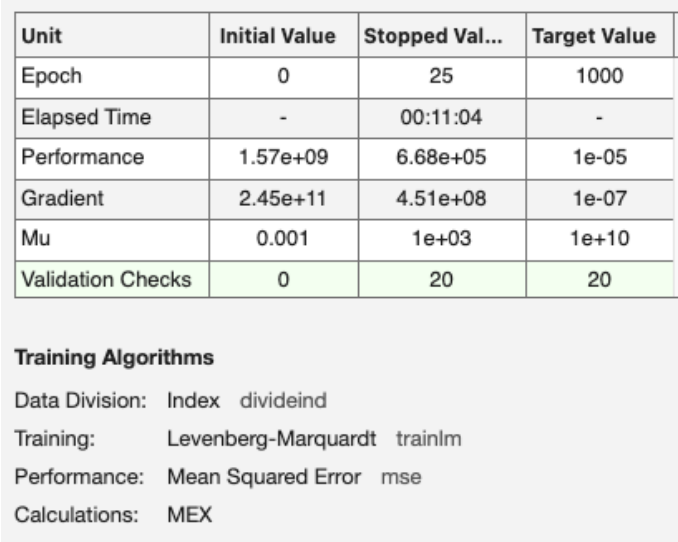 Unit Initial Value Stopped Val... Target Value
Epoch 0 25 1000
Elapsed Time - 00:11:04 -
Performance 1.57e+09 6.68e+05 1e-05
Gradient 2.45e+11 4.51e+08 1e-07
Mu 0.001 1e+03 1e+10
Validation Checks 0 20 20
Training Algorithms
Data Division: Index divideind
Training: Levenberg-Marquardt trainlm
Performance: Mean Squared Error mse
Calculations: MEX